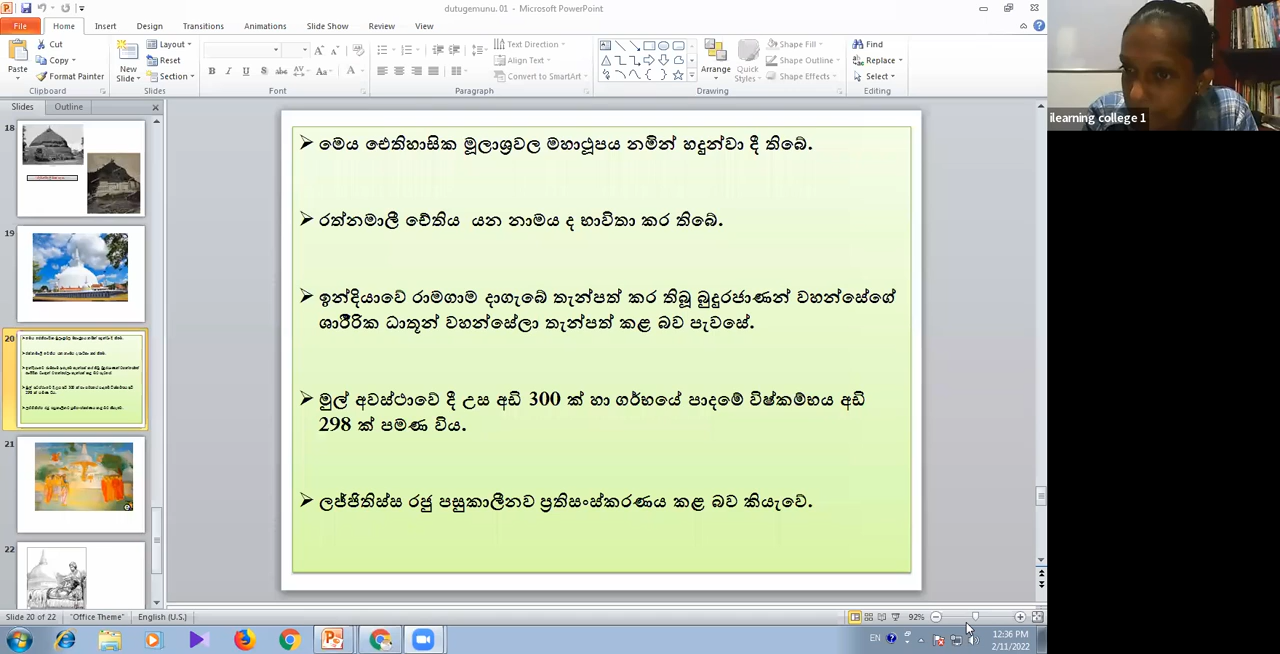 dutugemunu. 01 - Microsoft PowerPoint
File Home Insert Design Transitions Animations Slide Show Review View
Cut Layout Text Direction Shape Fill Find
Copy Reset Align Text Shape Outline Replace
Paste Format Painter New Slide Section Convert to SmartArt Arrange Quick Styles Shape Effects Select
Clipboard Slides Font Paragraph Drawing Editing
Slides Outline
ilearning college 1
18
19
20
21
22
මෙය ඓතිහාසික මූලාශ්‍රවල මහාථූපය නමින් හදුන්වා දී තිබේ.
රත්නමාලී චේතිය යන නාමය ද භාවිතා කර තිබේ.
ඉන්දියාවේ රාමගාම දාගැබේ තැන්පත් කර තිබූ බුදුරජාණන් වහන්සේගේ
ශාරීරික ධාතූන් වහන්සේලා තැන්පත් කළ බව පැවසේ.
මුල් අවස්ථාවේ දී උස අඩි 300 ක් හා ගර්භයේ පාදමේ විෂ්කම්භය අඩි
298 ක් පමණ විය.
ලජ්ජිතිස්ස රජු පසුකාලීනව ප්‍රතිසංස්කරණය කළ බව කියැවේ.
Slide 20 of 22 "Office Theme" English (U.S.) 92%
EN 12:36 PM
2/11/2022